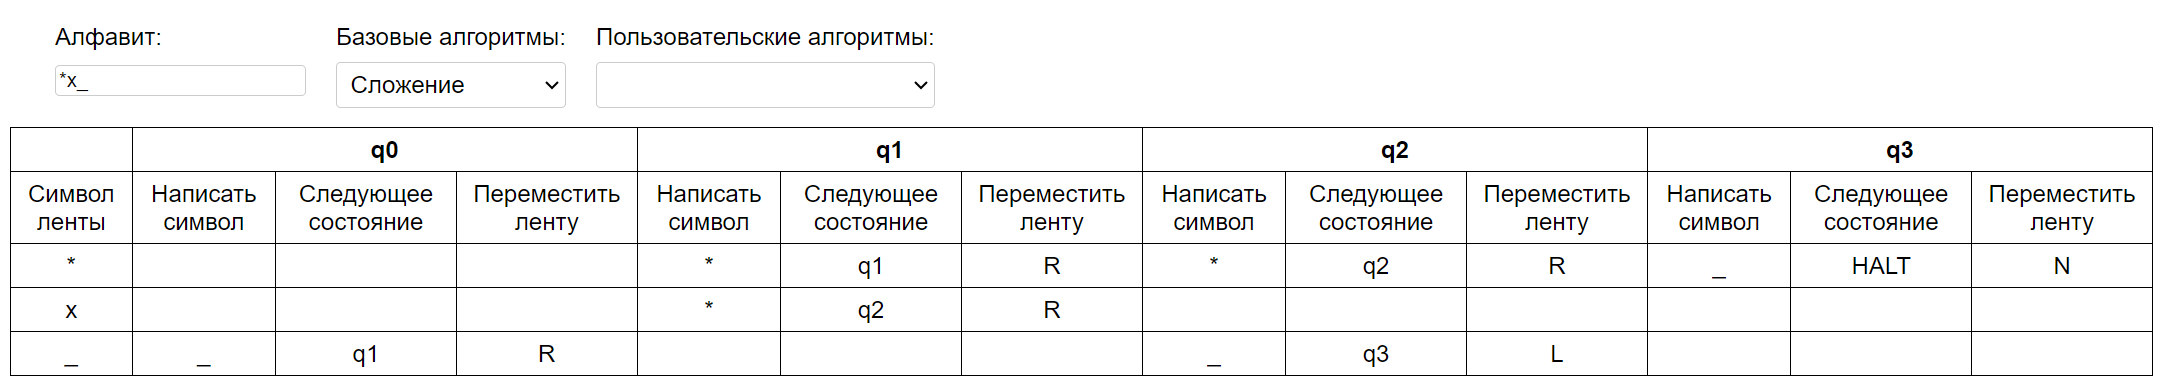 Алфавит: Базовые алгоритмы: Пользовательские алгоритмы:
*x_ Сложение
q0 q1 q2 q3
Символ ленты Написать символ Следующее состояние Переместить ленту Написать символ Следующее состояние Переместить ленту Написать символ Следующее состояние Переместить ленту Написать символ Следующее состояние Переместить ленту
* * q1 R * q2 R _ HALT N
x * q2 R
_ _ q1 R _ q3 L